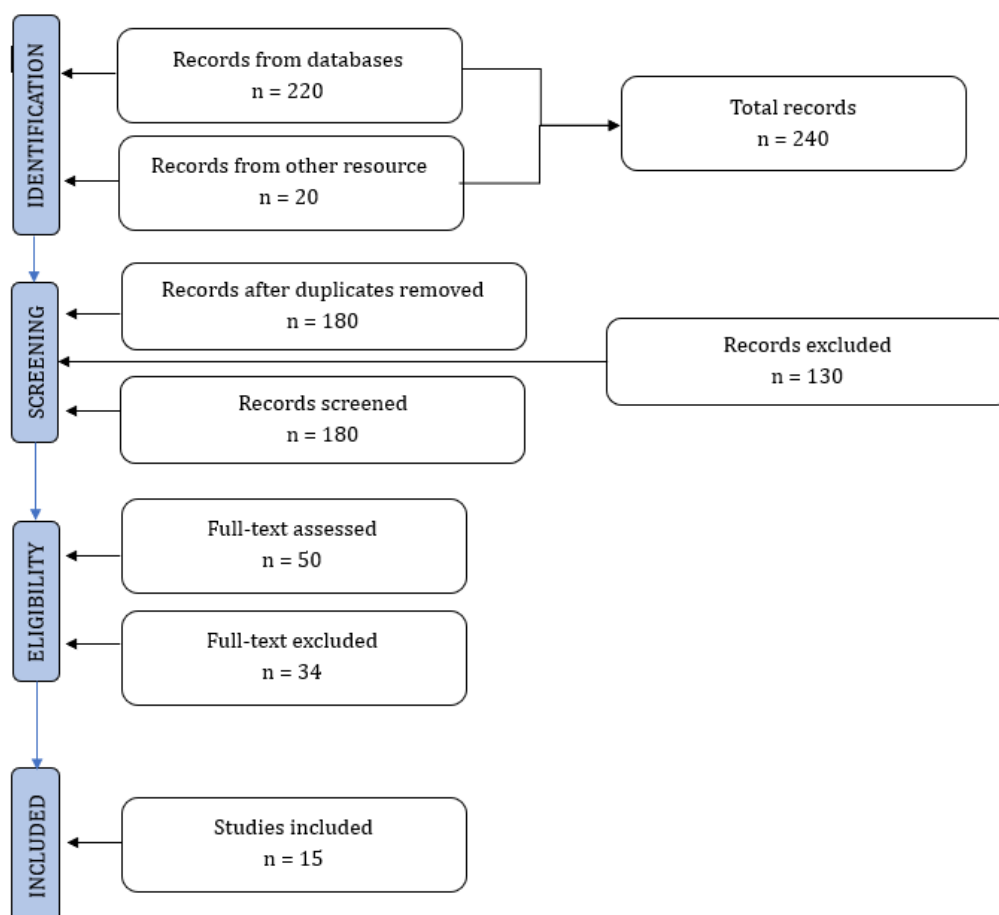 IDENTIFICATION
Records from databases
n = 220
Records from other resource
n = 20
Total records
n = 240
SCREENING
Records after duplicates removed
n = 180
Records excluded
n = 130
Records screened
n = 180
ELIGIBILITY
Full-text assessed
n = 50
Full-text excluded
n = 34
INCLUDED
Studies included
n = 15